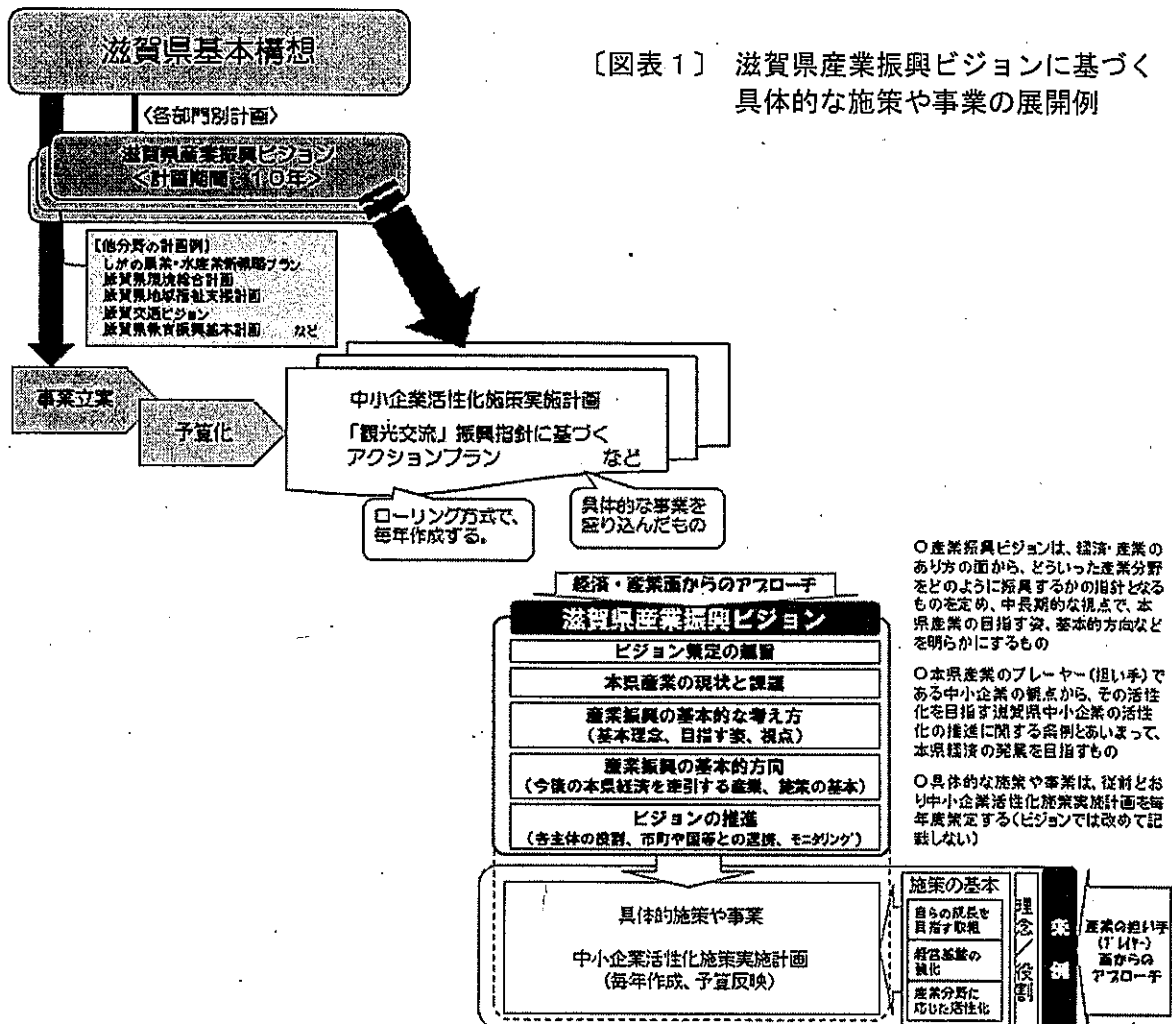 滋賀県基本構想
〔図表1〕 滋賀県産業振興ビジョンに基づく
具体的な施策や事業の展開例
〈各部門別計画〉
滋賀県産業振興ビジョン
<計画期間:10年>
【他分野の計画例】
しがの農業・水産業新戦略プラン
滋賀県環境総合計画
滋賀県地域福祉支援計画
滋賀交通ビジョン
滋賀県教育振興基本計画 など
事業立案
予算化
中小企業活性化施策実施計画
「観光交流」振興指針に基づく
アクションプラン など
ローリング方式で、
毎年作成する。
具体的な事業を
盛り込んだもの
経済・産業面からのアプローチ
滋賀県産業振興ビジョン
ビジョン策定の趣旨
本県産業の現状と課題
産業振興の基本的な考え方
(基本理念、目指す姿、視点)
産業振興の基本的方向
(今後の本県経済を牽引する産業、施策の基本)
ビジョンの推進
(各主体の役割、市町や国等との連携、モニタリング)
○産業振興ビジョンは、経済・産業の
あり方の面から、どういった産業分野
をどのように振興するかの指針となる
ものを定め、中長期的な視点で、本
県産業の目指す姿、基本的方向など
を明らかにするもの
○本県産業のプレーヤー(担い手)で
ある中小企業の観点から、その活性
化を目指す滋賀県中小企業の活性
化の推進に関する条例とあいまって、
本県経済の発展を目指すもの
○具体的な施策や事業は、従前とお
り中小企業活性化施策実施計画を毎
年度策定する(ビジョンでは改めて記
載しない)
具体的施策や事業
中小企業活性化施策実施計画
(毎年作成、予算反映)
施策の基本
自らの成長を
目指す取組
経営基盤の
強化
産業分野に
応じた活性化
理念/役割
条例
産業の担い手
(プレイヤー)
面からの
アプローチ